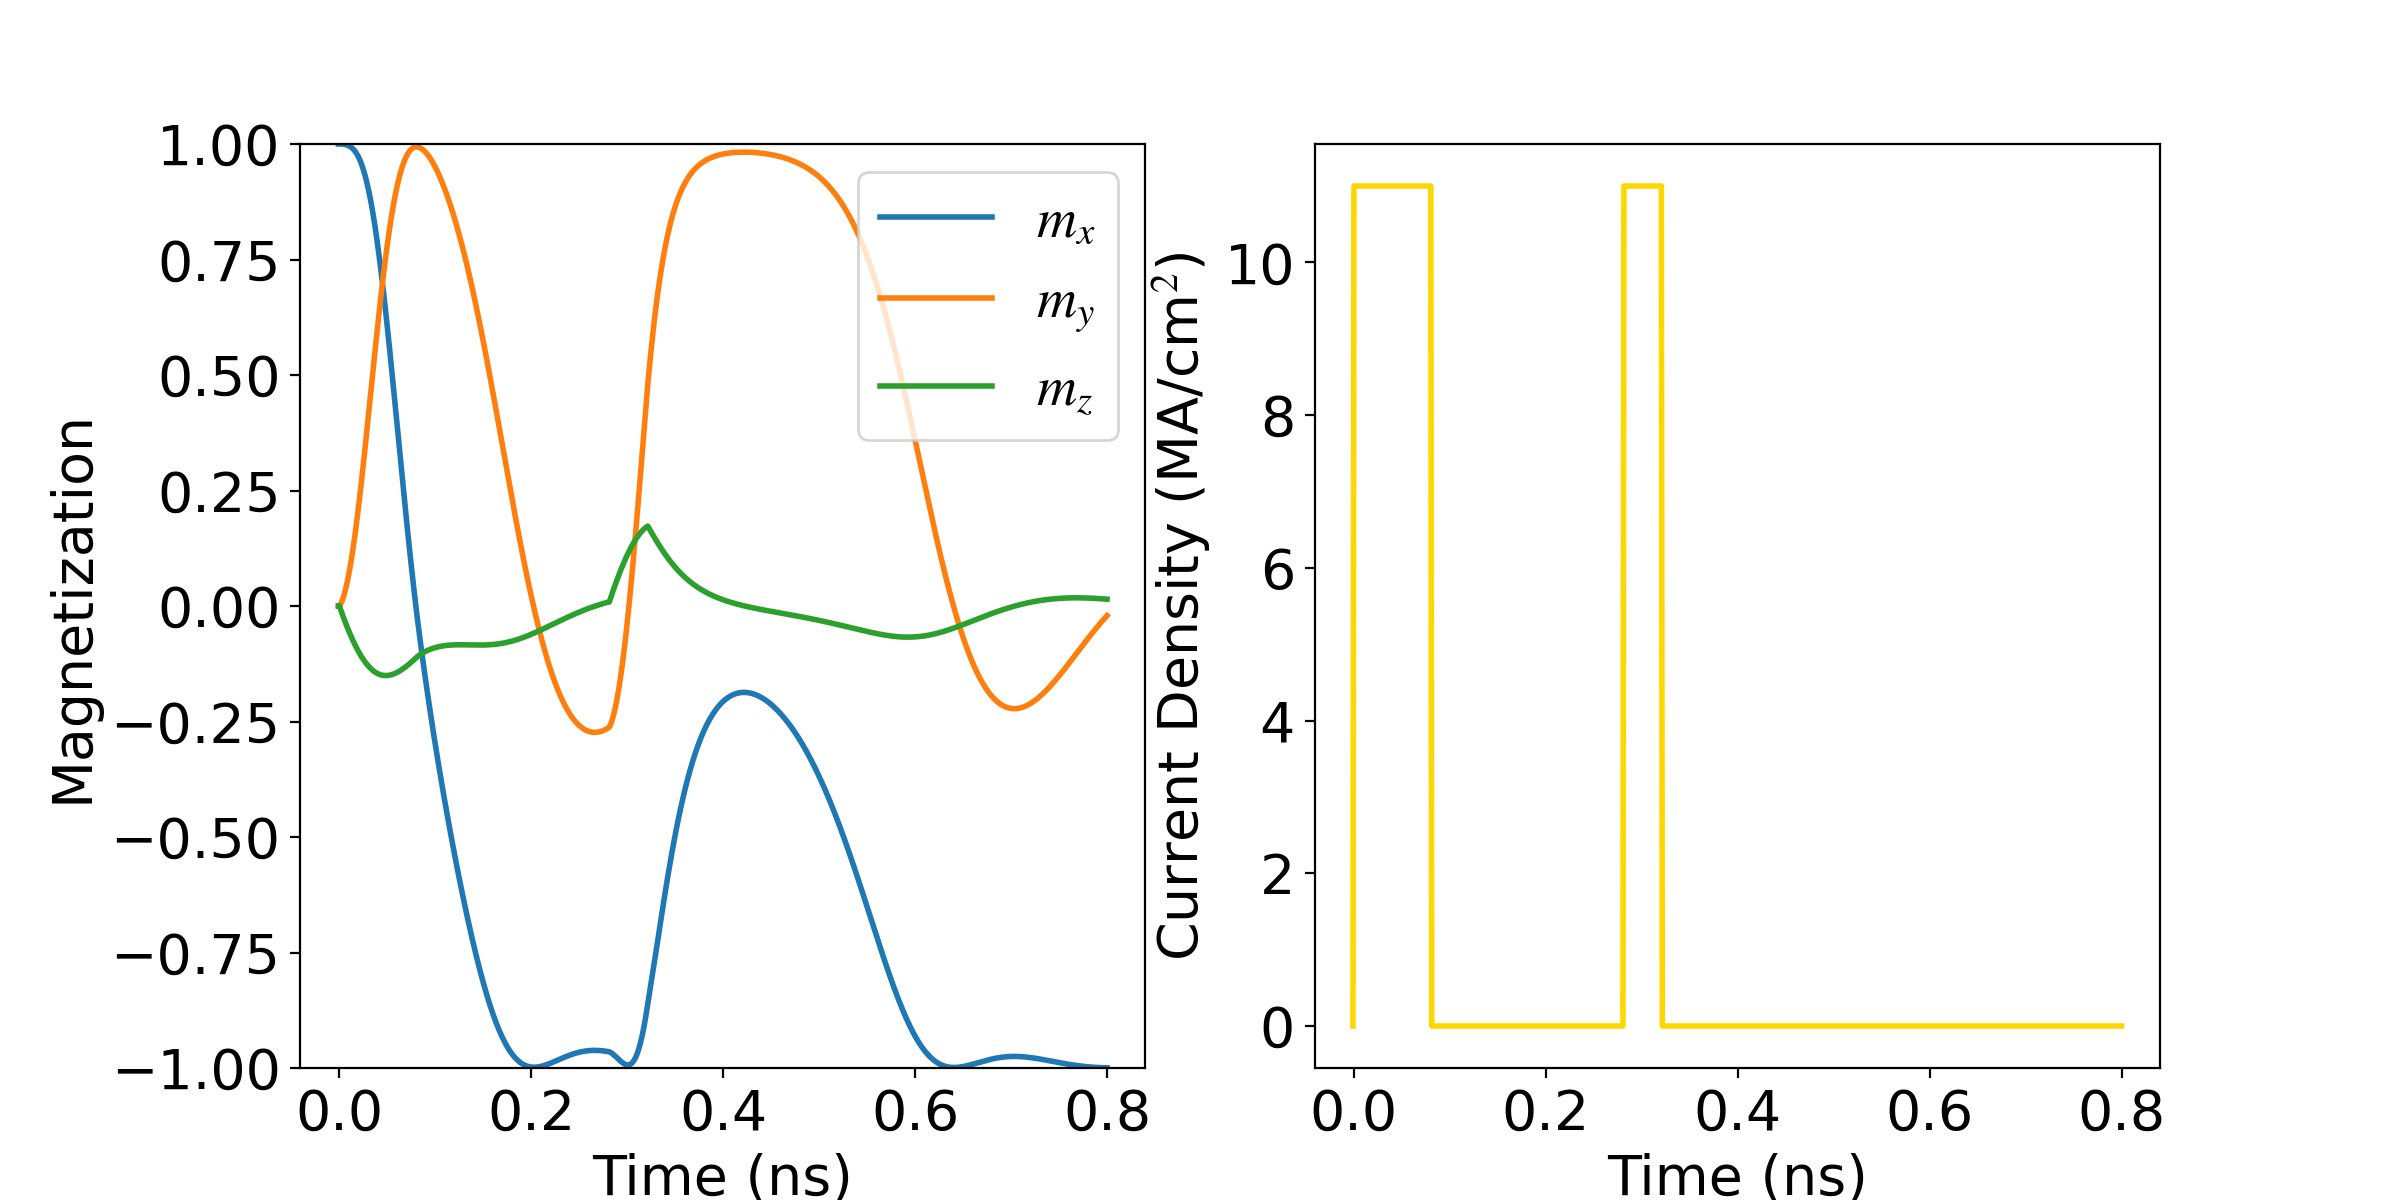 1.00
0.75
0.50
0.25
0.00
−0.25
−0.50
−0.75
−1.00
Magnetization
0.0 0.2 0.4 0.6 0.8
Time (ns)
m_x
m_y
m_z
10
8
6
4
2
0
Current Density (MA/cm²)
0.0 0.2 0.4 0.6 0.8
Time (ns)